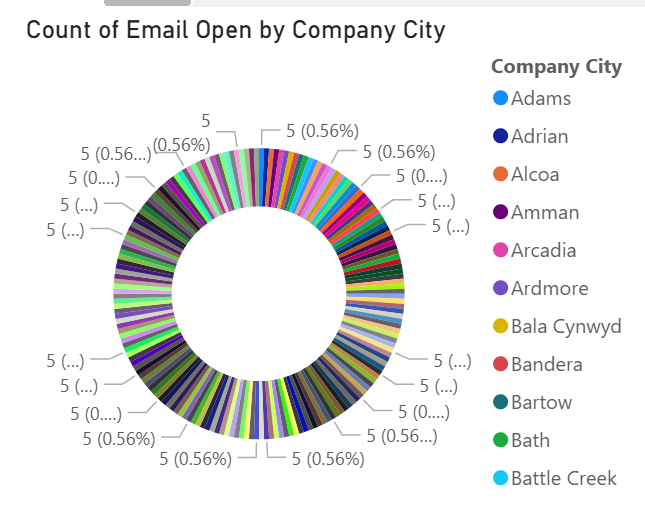 Count of Email Open by Company City
Company City
Adams
Adrian
Alcoa
Amman
Arcadia
Ardmore
Bala Cynwyd
Bandera
Bartow
Bath
Battle Creek
5 (0.56%)
5 (0.56%)
5 (0....)
5 (...)
5 (...)
5 (...)
5 (...)
5 (0....)
5 (0.56...)
5 (0.56%)
5 (0.56%)
5 (0.56%)
5 (0....)
5 (...)
5 (...)
5 (...)
5 (...)
5 (0....)
5 (0.56...)
5
(0.56%)